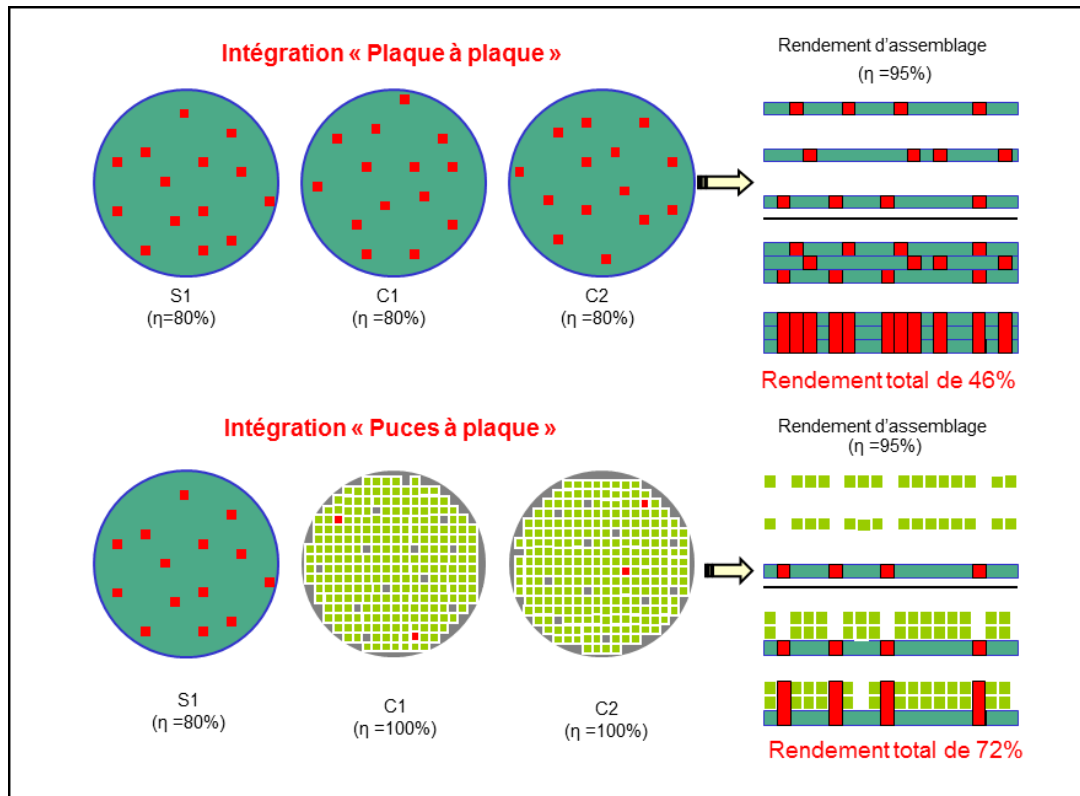 Intégration « Plaque à plaque »
Rendement d'assemblage
(η =95%)
S1
(η=80%)
C1
(η =80%)
C2
(η =80%)
Rendement total de 46%
Intégration « Puces à plaque »
Rendement d'assemblage
(η =95%)
S1
(η =80%)
C1
(η =100%)
C2
(η =100%)
Rendement total de 72%